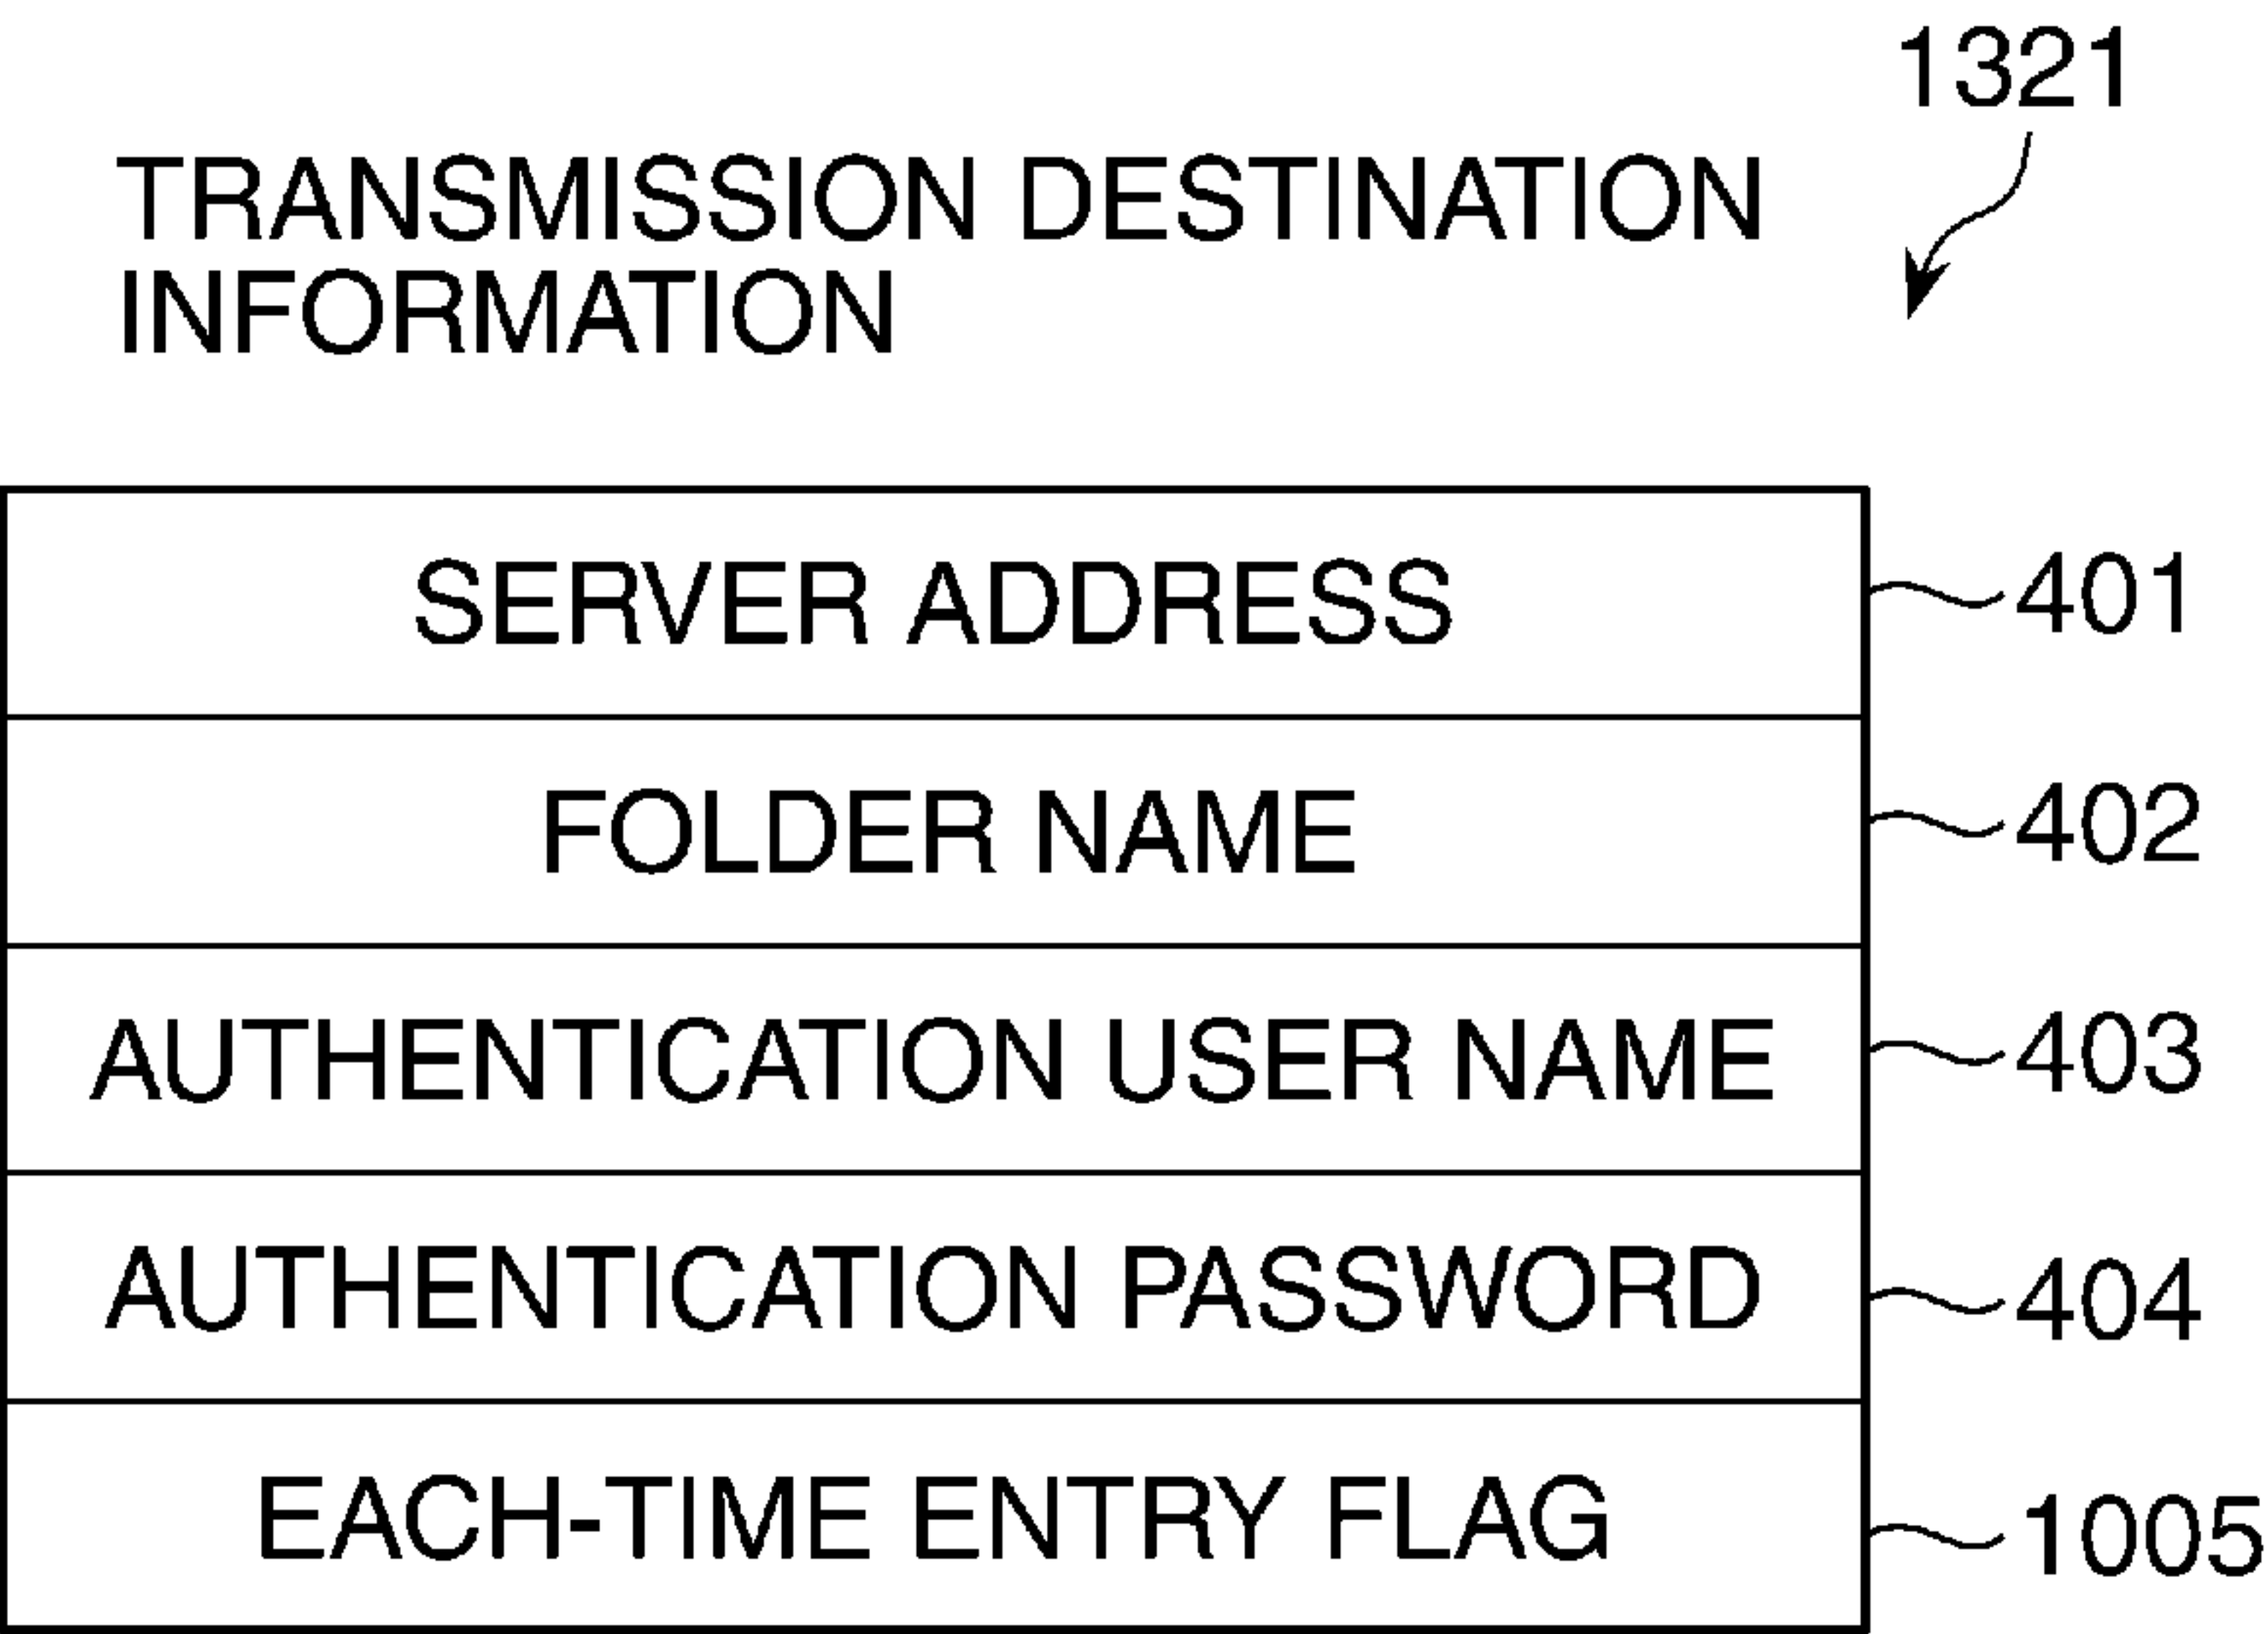 1321
TRANSMISSION DESTINATION
INFORMATION
SERVER ADDRESS 401
FOLDER NAME 402
AUTHENTICATION USER NAME 403
AUTHENTICATION PASSWORD 404
EACH-TIME ENTRY FLAG 1005